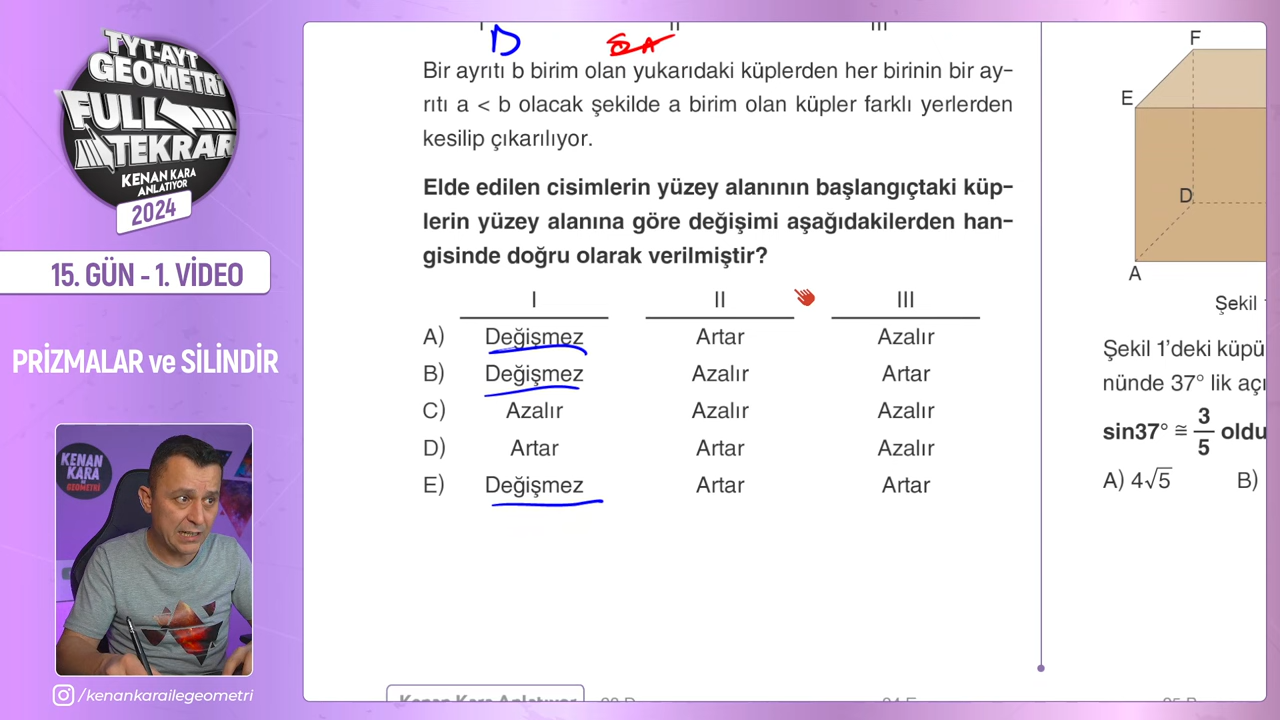 TYT-AYT
GEOMETRİ
FULL
TEKRAR
KENAN KARA
ANLATIYOR
2024
15. GÜN - 1. VİDEO
PRİZMALAR ve SİLİNDİR
KENAN
KARA
GEOMETRİ
/kenankarailegeometri
D
Bir ayrıtı b birim olan yukarıdaki küplerden her birinin bir ay-
rıtı a < b olacak şekilde a birim olan küpler farklı yerlerden
kesilip çıkarılıyor.
Elde edilen cisimlerin yüzey alanının başlangıçtaki küp-
lerin yüzey alanına göre değişimi aşağıdakilerden han-
gisinde doğru olarak verilmiştir?
I II III
A) Değişmez Artar Azalır
B) Değişmez Azalır Artar
C) Azalır Azalır Azalır
D) Artar Artar Azalır
E) Değişmez Artar Artar
F
E
D
A
Şekil
Şekil 1'deki küpü
nünde 37° lik açı
sin37° ≅ 3/5 oldu
A) 4√5 B)
Kenan Kara Anlatıyor